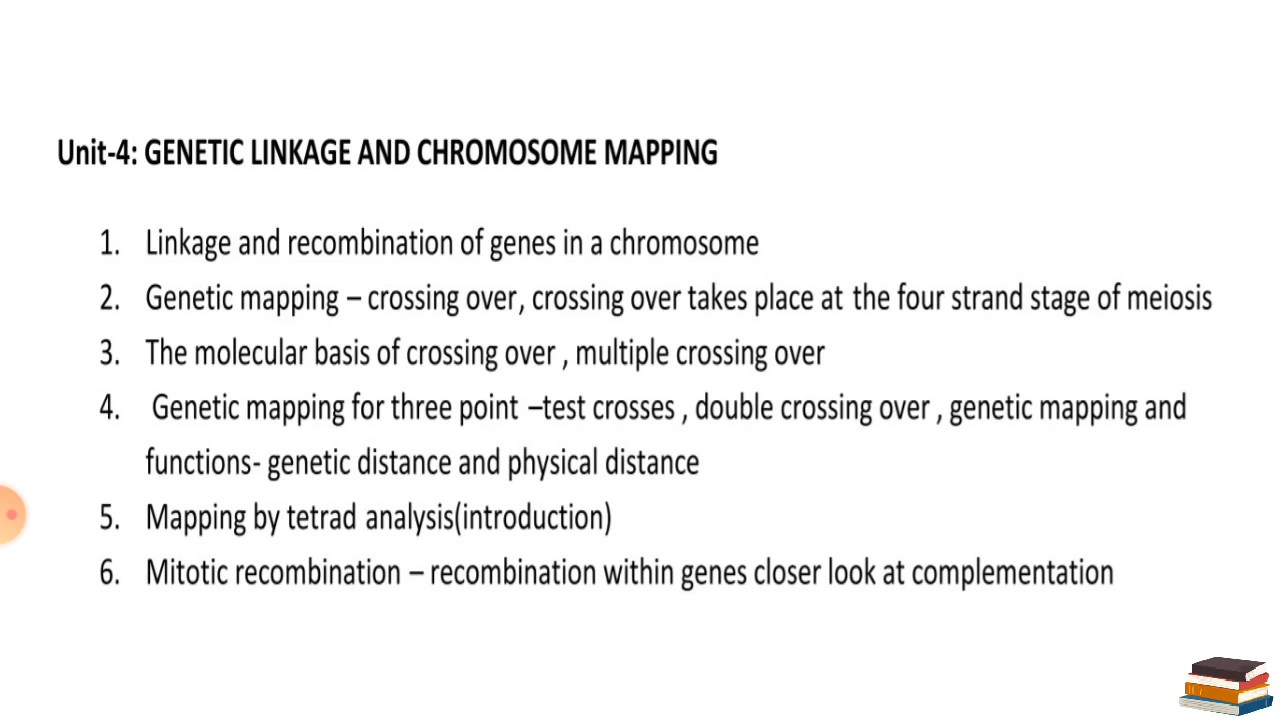 Unit-4: GENETIC LINKAGE AND CHROMOSOME MAPPING
1. Linkage and recombination of genes in a chromosome
2. Genetic mapping – crossing over, crossing over takes place at the four strand stage of meiosis
3. The molecular basis of crossing over , multiple crossing over
4. Genetic mapping for three point –test crosses , double crossing over , genetic mapping and
functions- genetic distance and physical distance
5. Mapping by tetrad analysis(introduction)
6. Mitotic recombination – recombination within genes closer look at complementation